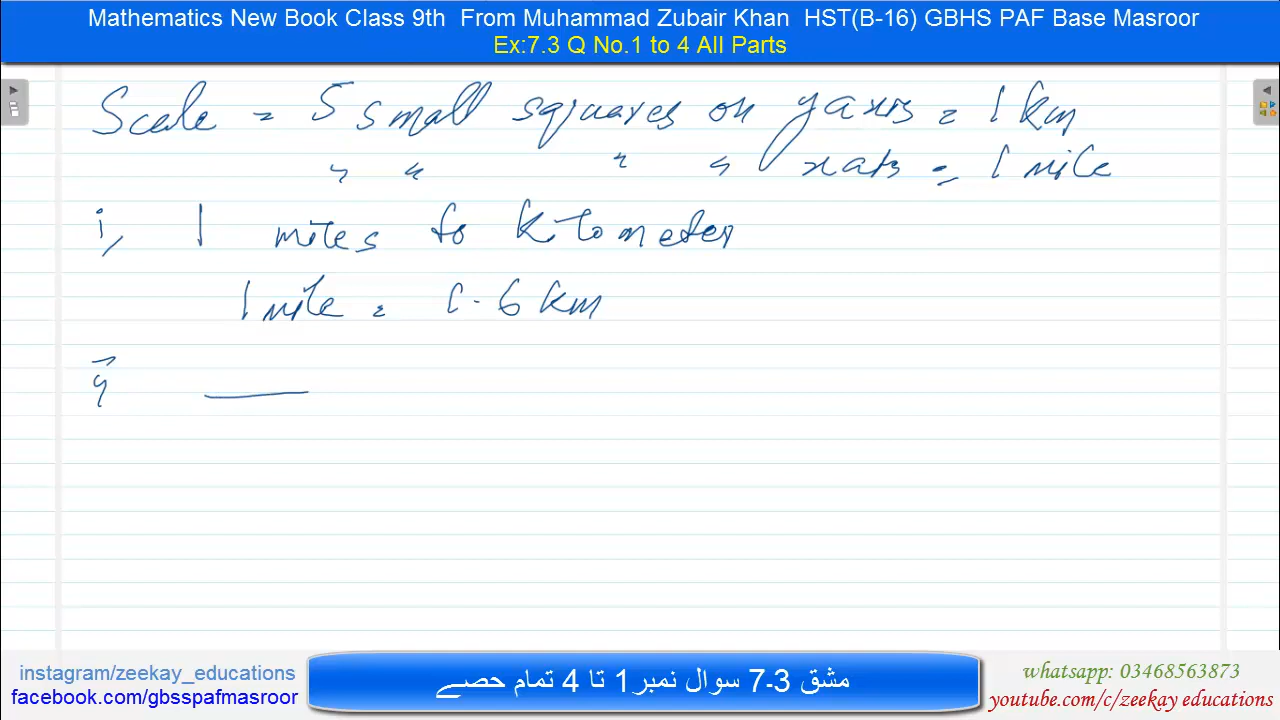 Mathematics New Book Class 9th From Muhammad Zubair Khan HST(B-16) GBHS PAF Base Masroor
Ex:7.3 Q No.1 to 4 All Parts
Scale = 5 small squares on y axis = 1 km
" " " " x axis = 1 mile
i, 1 miles to kilometer
1 mile = 1.6 km
instagram/zeekay_educations
facebook.com/gbsspafmasroor
مشق 3-7 سوال نمبر1 تا 4 تمام حصے
whatsapp: 03468563873
youtube.com/c/zeekay educations